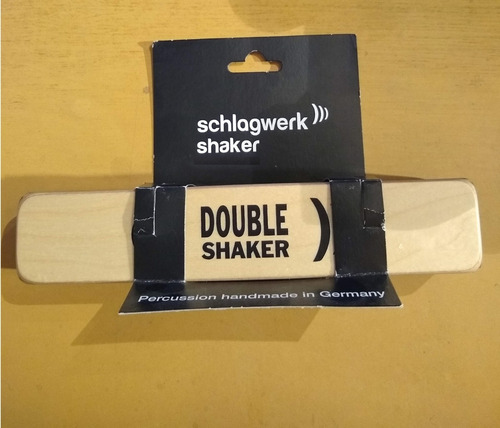 schlagwerk
shaker
DOUBLE
SHAKER
Percussion handmade in Germany